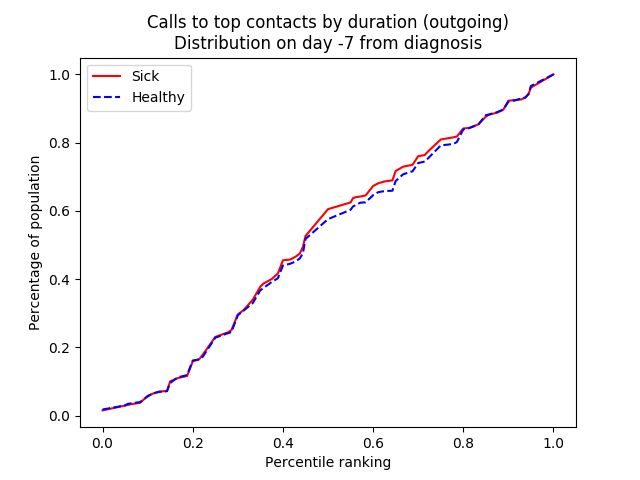 Calls to top contacts by duration (outgoing)
Distribution on day -7 from diagnosis
Sick
Healthy
Percentage of population
1.0
0.8
0.6
0.4
0.2
0.0
0.0 0.2 0.4 0.6 0.8 1.0
Percentile ranking